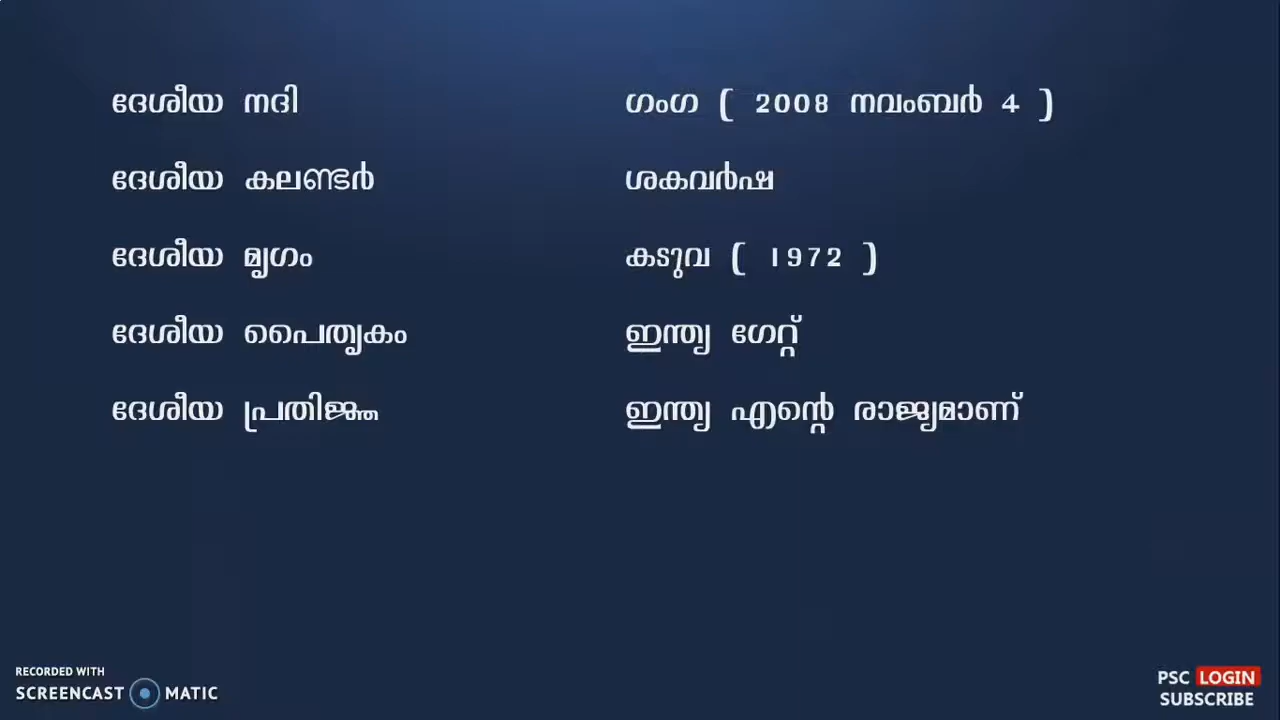 ദേശീയ നദി ഗംഗ ( 2008 നവംബർ 4 )
ദേശീയ കലണ്ടർ ശകവർഷ
ദേശീയ മൃഗം കടുവ ( 1972 )
ദേശീയ പൈതൃകം ഇന്ത്യ ഗേറ്റ്
ദേശീയ പ്രതിജ്ഞ ഇന്ത്യ എന്റെ രാജ്യമാണ്
RECORDED WITH
SCREENCAST MATIC
PSC LOGIN
SUBSCRIBE